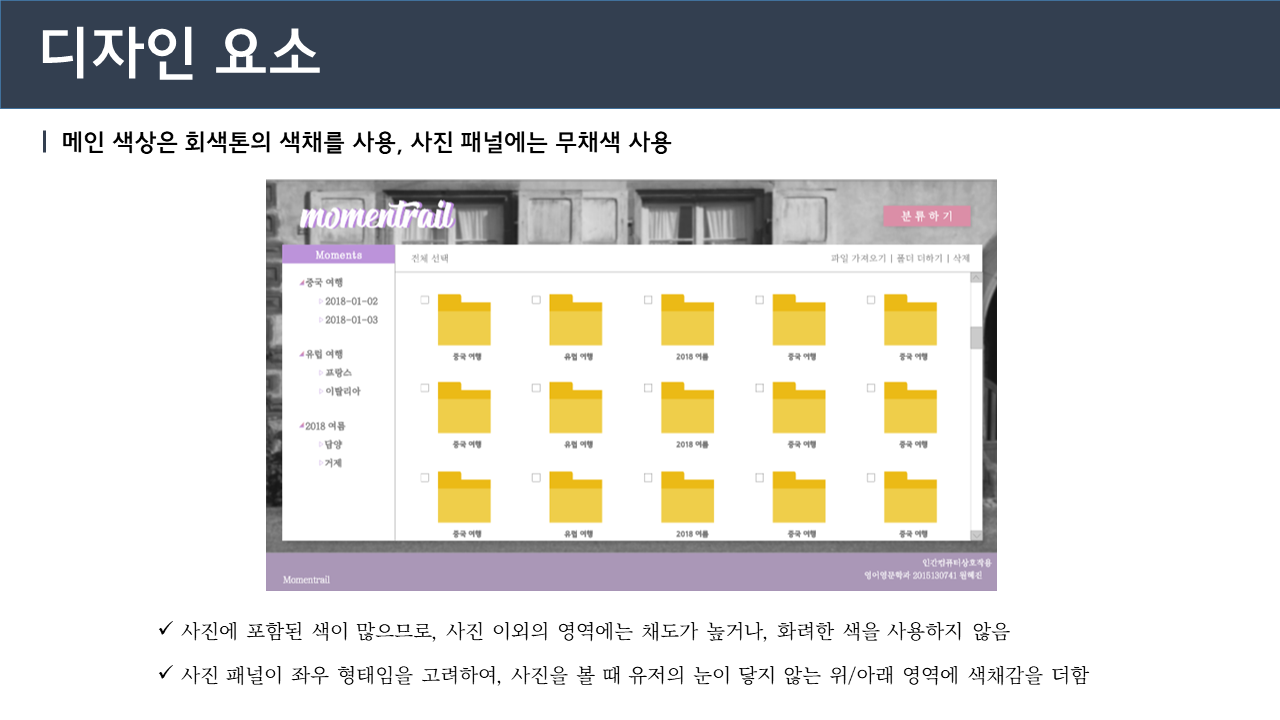 디자인 요소
메인 색상은 회색톤의 색채를 사용, 사진 패널에는 무채색 사용
momentrail
분류하기
Moments
전체 선택
파일 가져오기 | 폴더 더하기 | 삭제
중국 여행
2018-01-02
2018-01-03
유럽 여행
프랑스
이탈리아
2018 여름
담양
거제
중국 여행 유럽 여행 2018 여름 중국 여행 중국 여행
중국 여행 유럽 여행 2018 여름 중국 여행 중국 여행
중국 여행 유럽 여행 2018 여름 중국 여행 중국 여행
Momentrail
인간컴퓨터상호작용
영어영문학과 2015130741 원혜진
✓ 사진에 포함된 색이 많으므로, 사진 이외의 영역에는 채도가 높거나, 화려한 색을 사용하지 않음
✓ 사진 패널이 좌우 형태임을 고려하여, 사진을 볼 때 유저의 눈이 닿지 않는 위/아래 영역에 색채감을 더함